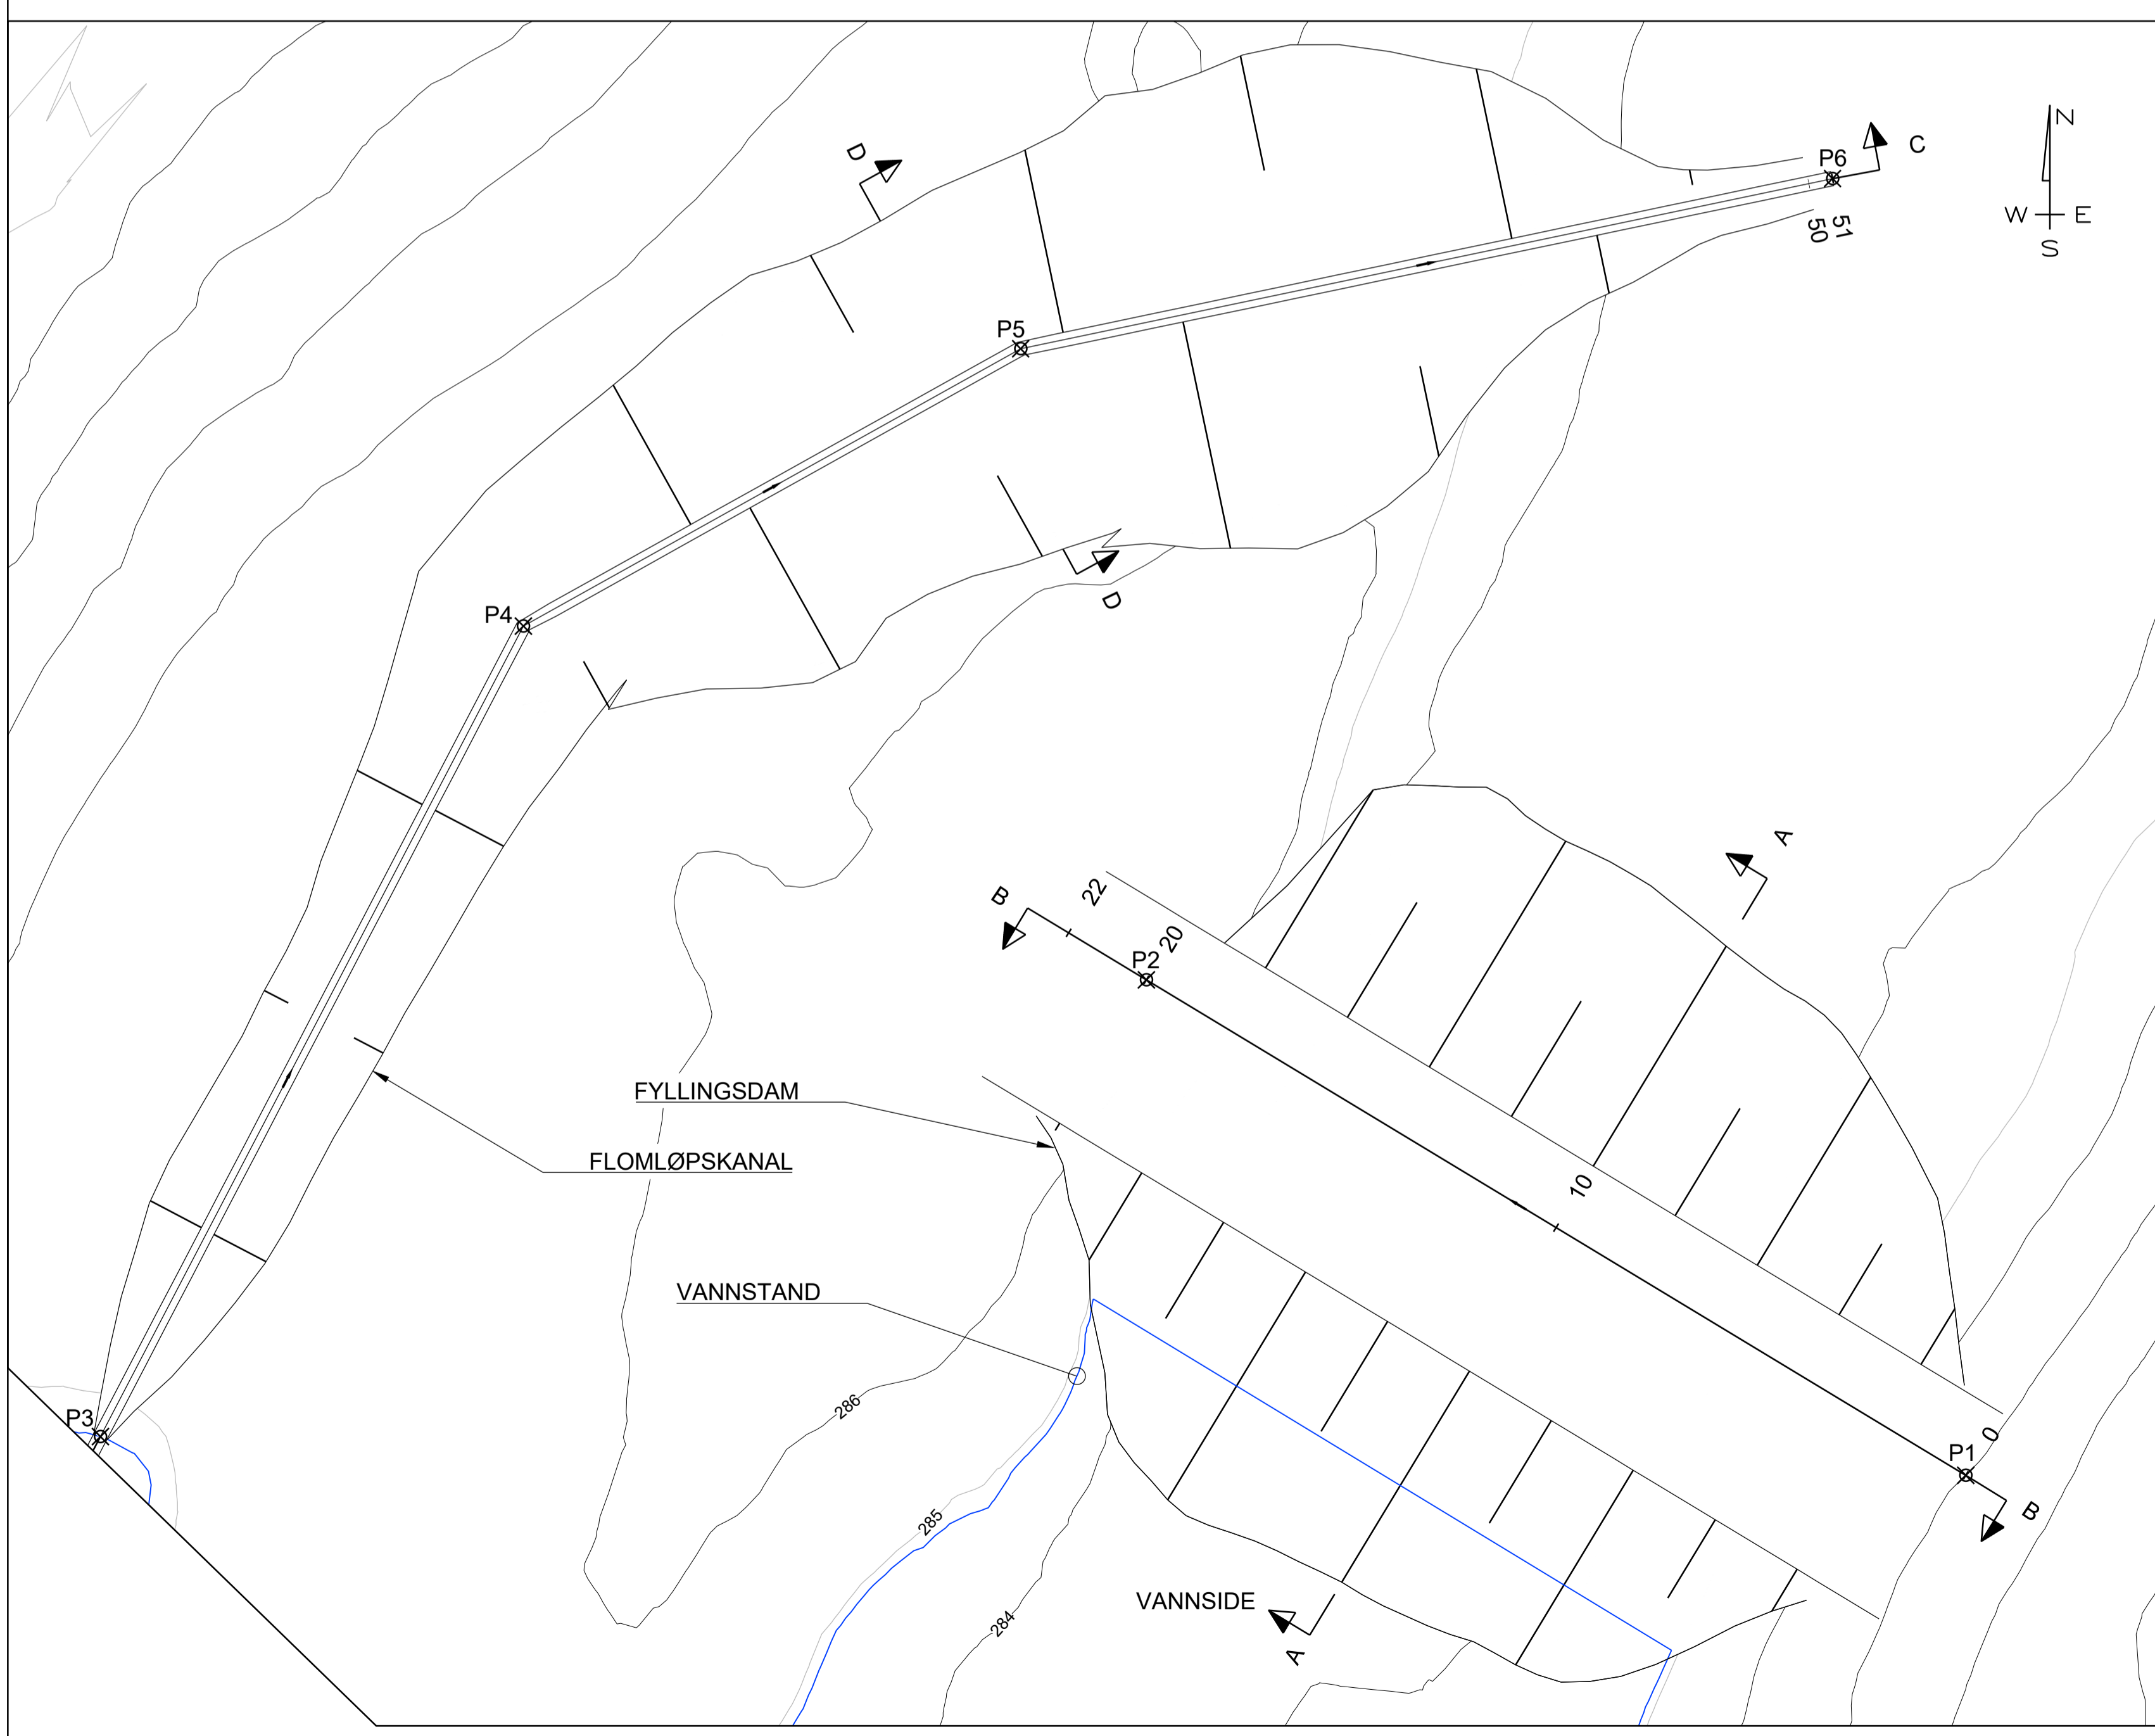 N
W E
S
D
P6
C
51
50
P5
D
P4
A
B
22
20
P2
FYLLINGSDAM
FLOMLØPSKANAL
10
VANNSTAND
286
P3
0
P1
B
285
284
VANNSIDE
A